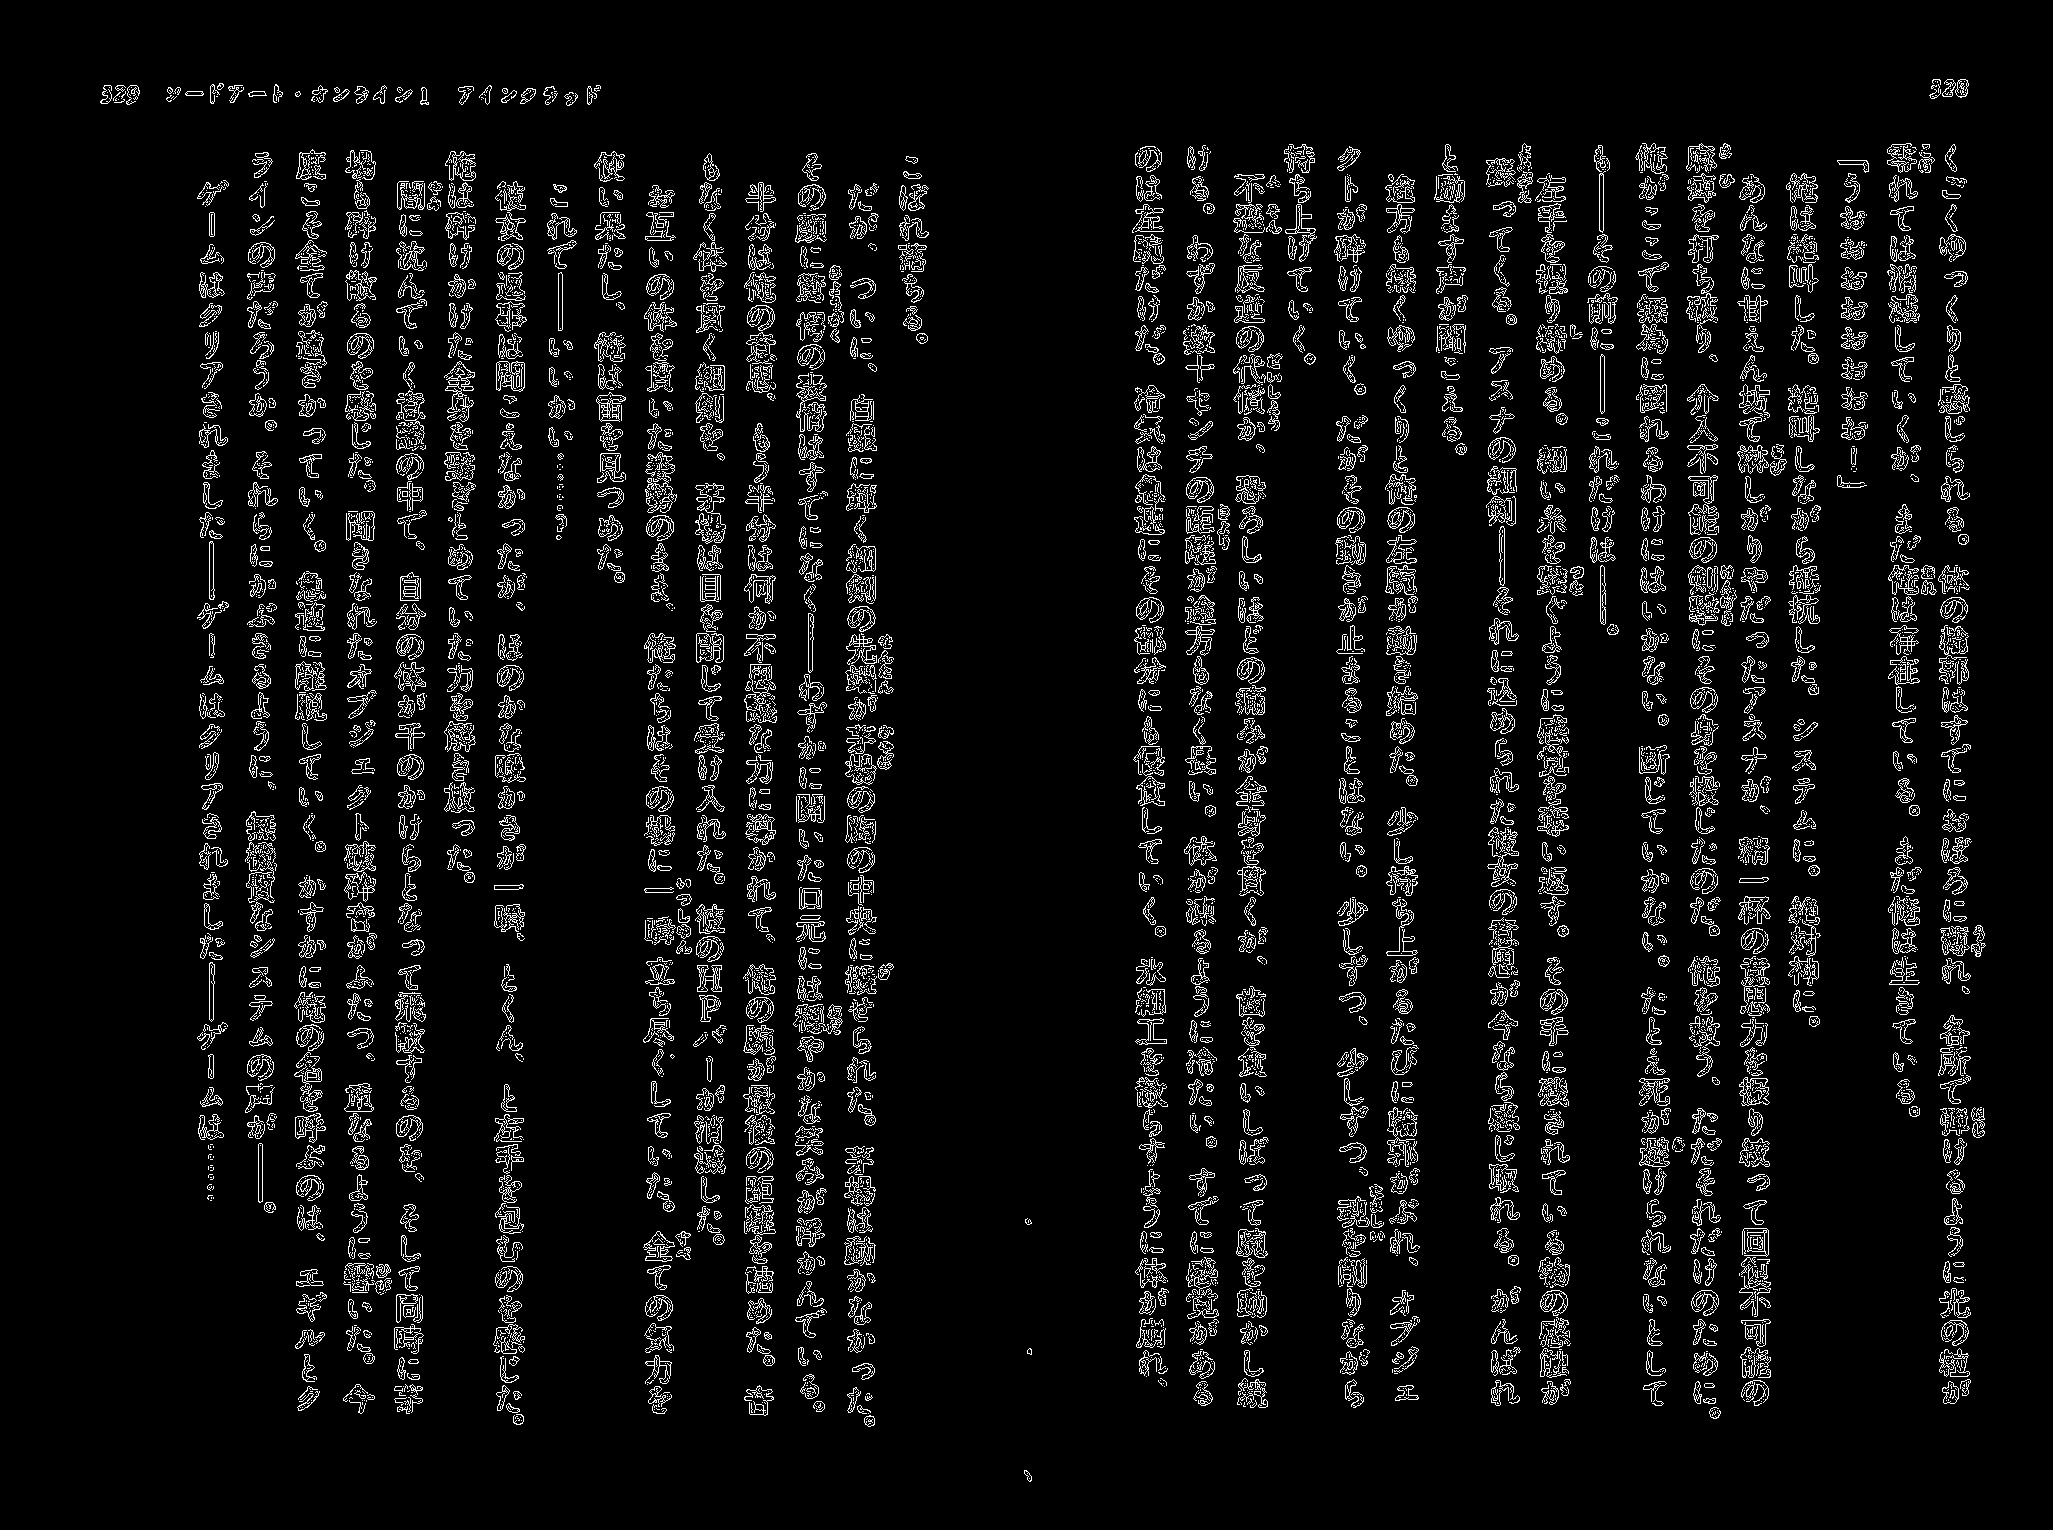 328
くごくゆっくりと感じられる。体の輪郭はすでにおぼろに薄れ、各所で弾けるように光の粒が
零れては消滅していくが、まだ俺は存在している。まだ俺は生きている。
「うおおおおおおお！」
俺は絶叫した。絶叫しながら抵抗した。システムに。絶対神に。
あんなに甘えん坊で淋しがりやだったアスナが、精一杯の意思力を振り絞って回復不可能の
麻痺を打ち破り、介入不可能の剣撃にその身を投じたのだ。俺を救う、ただそれだけのために。
俺がここで無為に倒れるわけにはいかない。断じていかない。たとえ死が避けられないとして
も――その前に――これだけは――。
左手を握り締める。細い糸を繋ぐように感覚を奪い返す。その手に残されている物の感触が
蘇ってくる。アスナの細剣――それに込められた彼女の意思が今なら感じ取れる。がんばれ
と励ます声が聞こえる。
途方も無くゆっくりと俺の左腕が動き始めた。少し持ち上がるたびに輪郭がぶれ、オブジェ
クトが砕けていく。だがその動きが止まることはない。少しずつ、少しずつ、魂を削りながら
持ち上げていく。
不遜な反逆の代償か、恐ろしいほどの痛みが全身を貫くが、歯を食いしばって腕を動かし続
ける。わずか数十センチの距離が途方もなく長い。体が凍るように冷たい。すでに感覚がある
のは左腕だけだ。冷気は急速にその部分にも侵食していく。氷細工を散らすように体が崩れ、
329 ソードアート・オンライン1 アインクラッド
こぼれ落ちる。
だが、ついに、白銀に輝く細剣の先端が茅場の胸の中央に擬せられた。茅場は動かなかった。
その顔に驚愕の表情はすでになく――わずかに開いた口元には穏やかな笑みが浮かんでいる。
半分は俺の意思、もう半分は何か不思議な力に導かれて、俺の腕が最後の距離を詰めた。音
もなく体を貫く細剣を、茅場は目を閉じて受け入れた。彼のHPバーが消滅した。
お互いの体を貫いた姿勢のまま、俺たちはその場に一瞬立ち尽くしていた。全ての気力を
使い果たし、俺は宙を見つめた。
これで――いいかい……？
彼女の返事は聞こえなかったが、ほのかな暖かさが一瞬、とくん、と左手を包むのを感じた。
俺は砕けかけた全身を繋ぎとめていた力を解き放った。
闇に沈んでいく意識の中で、自分の体が千のかけらとなって飛散するのを、そして同時に茅
場も砕け散るのを感じた。聞きなれたオブジェクト破砕音がふたつ、重なるように響いた。今
度こそ全てが遠ざかっていく。急速に離脱していく。かすかに俺の名を呼ぶのは、エギルとク
ラインの声だろうか。それらにかぶさるように、無機質なシステムの声が――。
ゲームはクリアされました――ゲームはクリアされました――ゲームは……